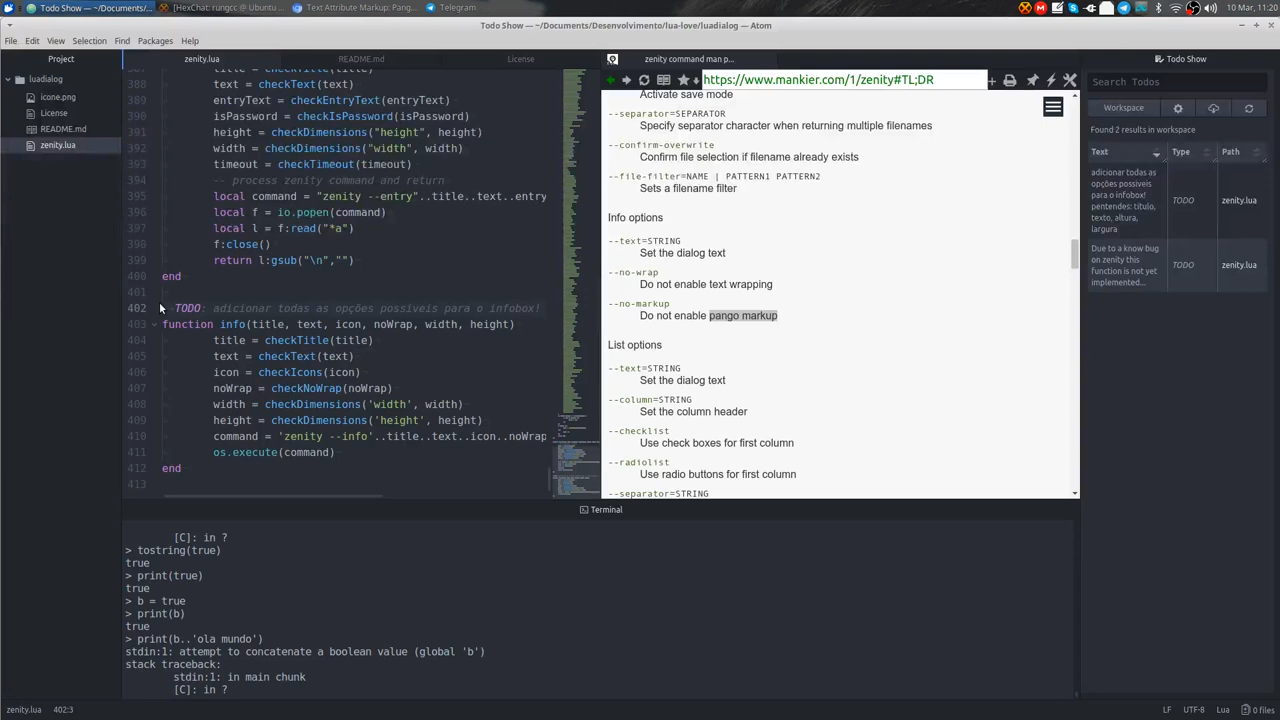 Todo Show — ~/Documents/...
[HexChat: rungcc @ Ubuntu ...
Text Attribute Markup: Pang...
Telegram
10 Mar, 11:20
Todo Show — ~/Documents/Desenvolvimento/lua-love/luadialog — Atom
File Edit View Selection Find Packages Help
Project
luadialog
icone.png
License
README.md
zenity.lua
zenity.lua README.md License
387 title = checkTitle(title)
388 text = checkText(text)
389 entryText = checkEntryText(entryText)
390 isPassword = checkIsPassword(isPassword)
391 height = checkDimensions("height", height)
392 width = checkDimensions("width", width)
393 timeout = checkTimeout(timeout)
394 -- process zenity command and return
395 local command = "zenity --entry"..title..text..entry
396 local f = io.popen(command)
397 local l = f:read("*a")
398 f:close()
399 return l:gsub("\n","")
400 end
401
402 TODO: adicionar todas as opções possiveis para o infobox!
403 function info(title, text, icon, noWrap, width, height)
404 title = checkTitle(title)
405 text = checkText(text)
406 icon = checkIcons(icon)
407 noWrap = checkNoWrap(noWrap)
408 width = checkDimensions('width', width)
409 height = checkDimensions('height', height)
410 command = 'zenity --info'..title..text..icon..noWrap
411 os.execute(command)
412 end
413
zenity command man p...
https://www.mankier.com/1/zenity#TL;DR
Activate save mode
--separator=SEPARATOR
Specify separator character when returning multiple filenames
--confirm-overwrite
Confirm file selection if filename already exists
--file-filter=NAME | PATTERN1 PATTERN2
Sets a filename filter
Info options
--text=STRING
Set the dialog text
--no-wrap
Do not enable text wrapping
--no-markup
Do not enable pango markup
List options
--text=STRING
Set the dialog text
--column=STRING
Set the column header
--checklist
Use check boxes for first column
--radiolist
Use radio buttons for first column
--separator=STRING
Todo Show
Search Todos
Workspace
Found 2 results in workspace
Text Type Path
adicionar todas as
opções possiveis
para o infobox!
pentendes: titulo,
texto, altura,
largura
TODO
zenity.lua
Due to a know bug
on zenity this
function is not yet
implemented...
TODO
zenity.lua
Terminal
[C]: in ?
> tostring(true)
true
> print(true)
true
> b = true
> print(b)
true
> print(b..'ola mundo')
stdin:1: attempt to concatenate a boolean value (global 'b')
stack traceback:
stdin:1: in main chunk
[C]: in ?
zenity.lua 402:3
LF UTF-8 Lua 0 files